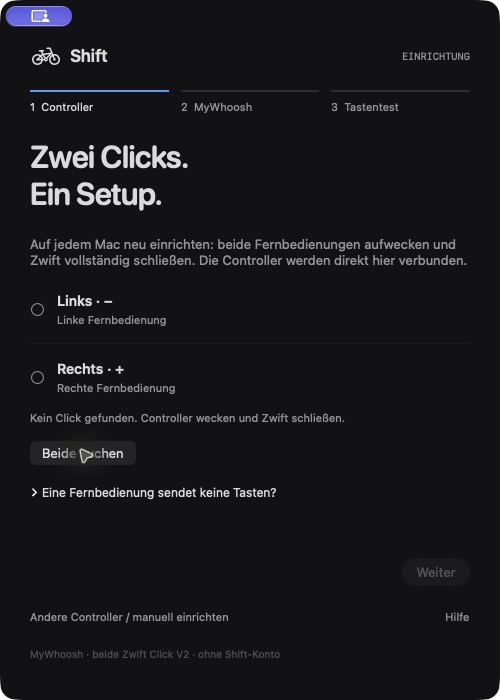 Shift
EINRICHTUNG
1 Controller
2 MyWhoosh
3 Tastentest
Zwei Clicks.
Ein Setup.
Auf jedem Mac neu einrichten: beide Fernbedienungen aufwecken und
Zwift vollständig schließen. Die Controller werden direkt hier verbunden.
Links · –
Linke Fernbedienung
Rechts · +
Rechte Fernbedienung
Kein Click gefunden. Controller wecken und Zwift schließen.
Beide suchen
Eine Fernbedienung sendet keine Tasten?
Weiter
Andere Controller / manuell einrichten
Hilfe
MyWhoosh · beide Zwift Click V2 · ohne Shift-Konto